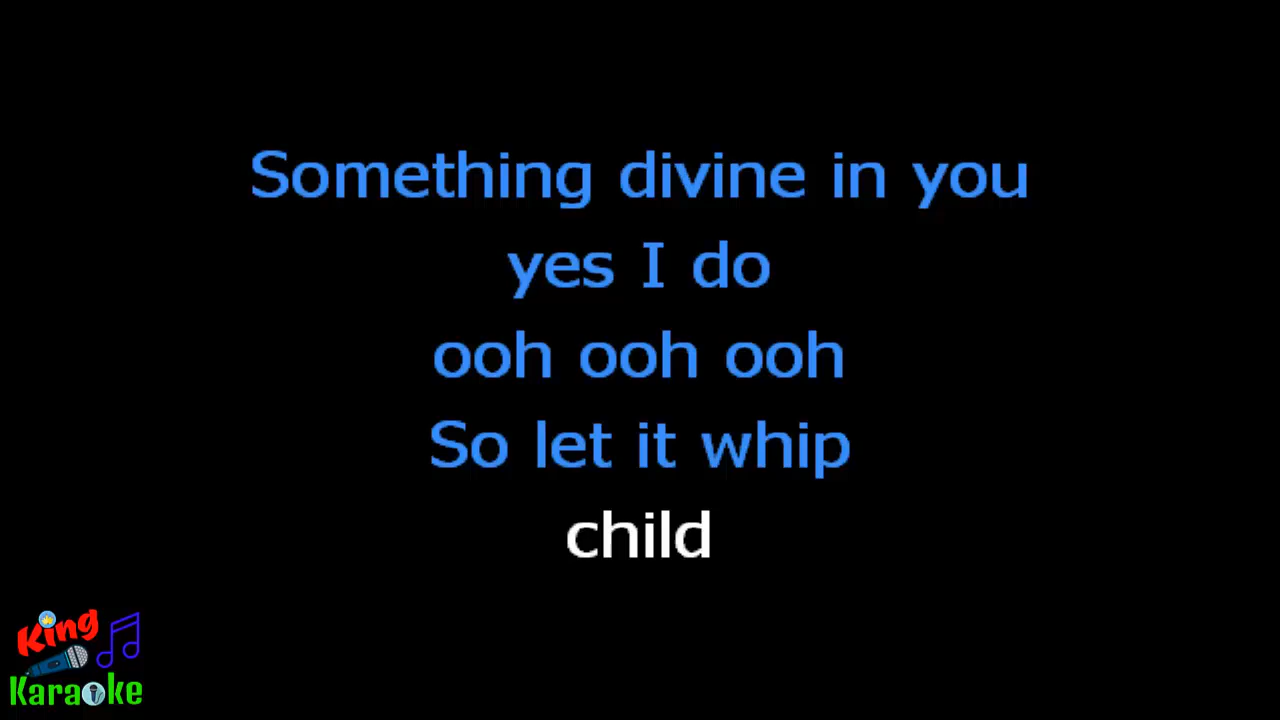 Something divine in you
yes I do
ooh ooh ooh
So let it whip
child
King
Karaoke